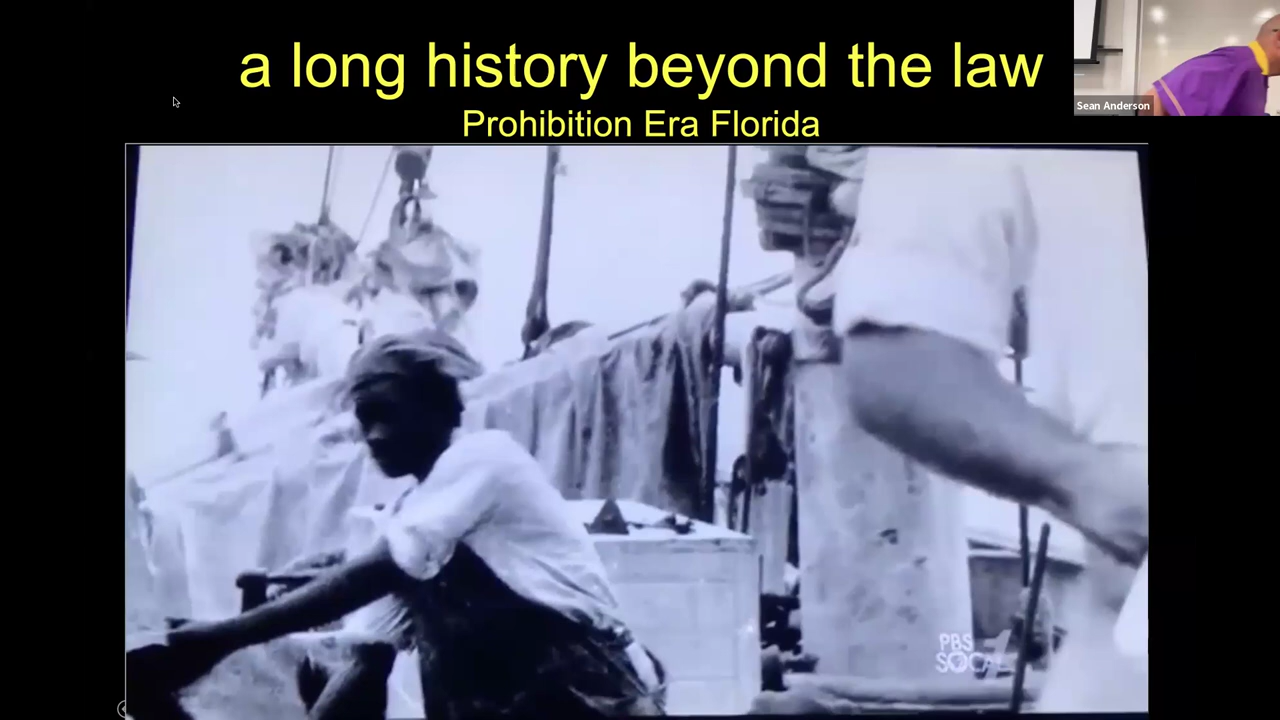 a long history beyond the law
Prohibition Era Florida
Sean Anderson
PBS
SOCAL